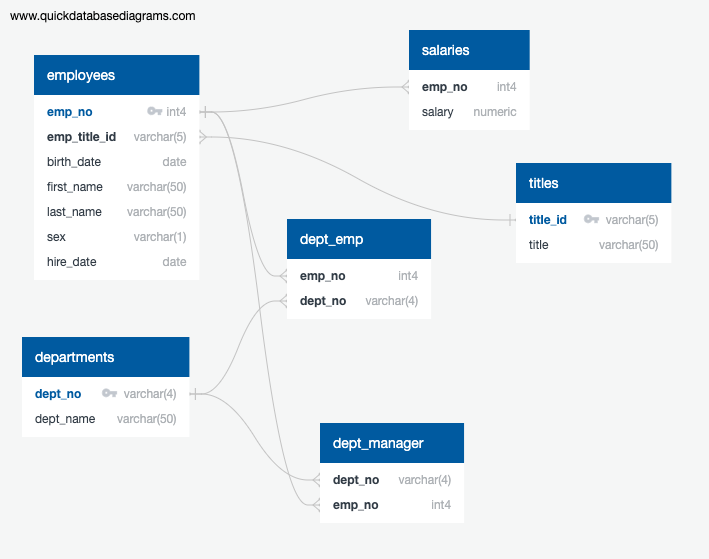 www.quickdatabasediagrams.com
employees
emp_no int4
emp_title_id varchar(5)
birth_date date
first_name varchar(50)
last_name varchar(50)
sex varchar(1)
hire_date date
salaries
emp_no int4
salary numeric
titles
title_id varchar(5)
title varchar(50)
dept_emp
emp_no int4
dept_no varchar(4)
departments
dept_no varchar(4)
dept_name varchar(50)
dept_manager
dept_no varchar(4)
emp_no int4